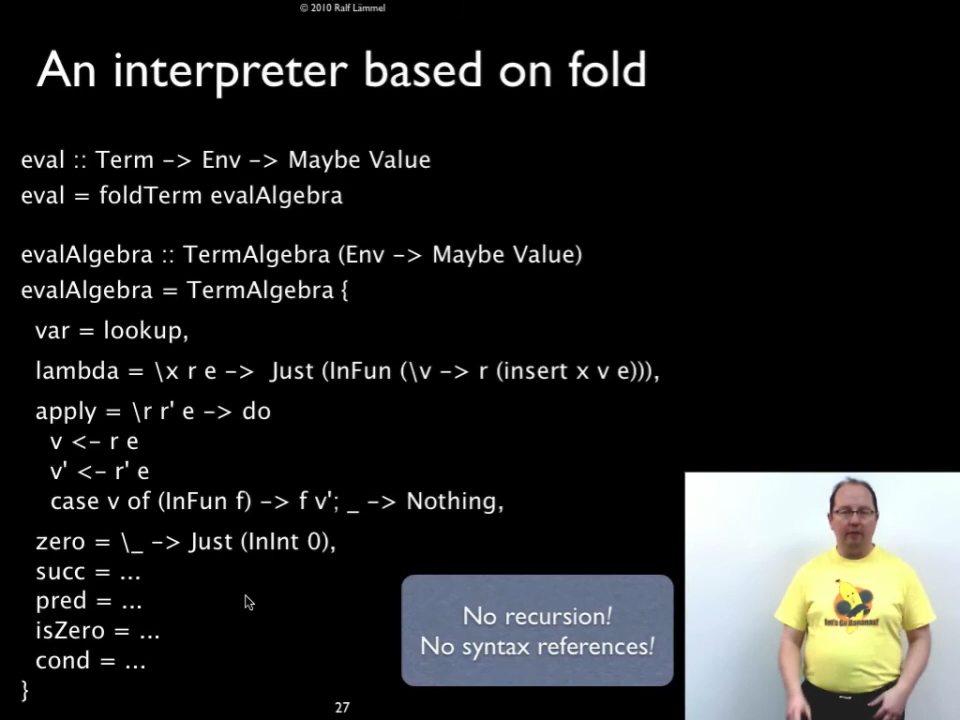 © 2010 Ralf Lämmel
An interpreter based on fold
eval :: Term -> Env -> Maybe Value
eval = foldTerm evalAlgebra
evalAlgebra :: TermAlgebra (Env -> Maybe Value)
evalAlgebra = TermAlgebra {
var = lookup,
lambda = \x r e -> Just (InFun (\v -> r (insert x v e))),
apply = \r r' e -> do
v <- r e
v' <- r' e
case v of (InFun f) -> f v'; _ -> Nothing,
zero = \_ -> Just (InInt 0),
succ = ...
pred = ...
isZero = ...
cond = ...
}
No recursion!
No syntax references!
27